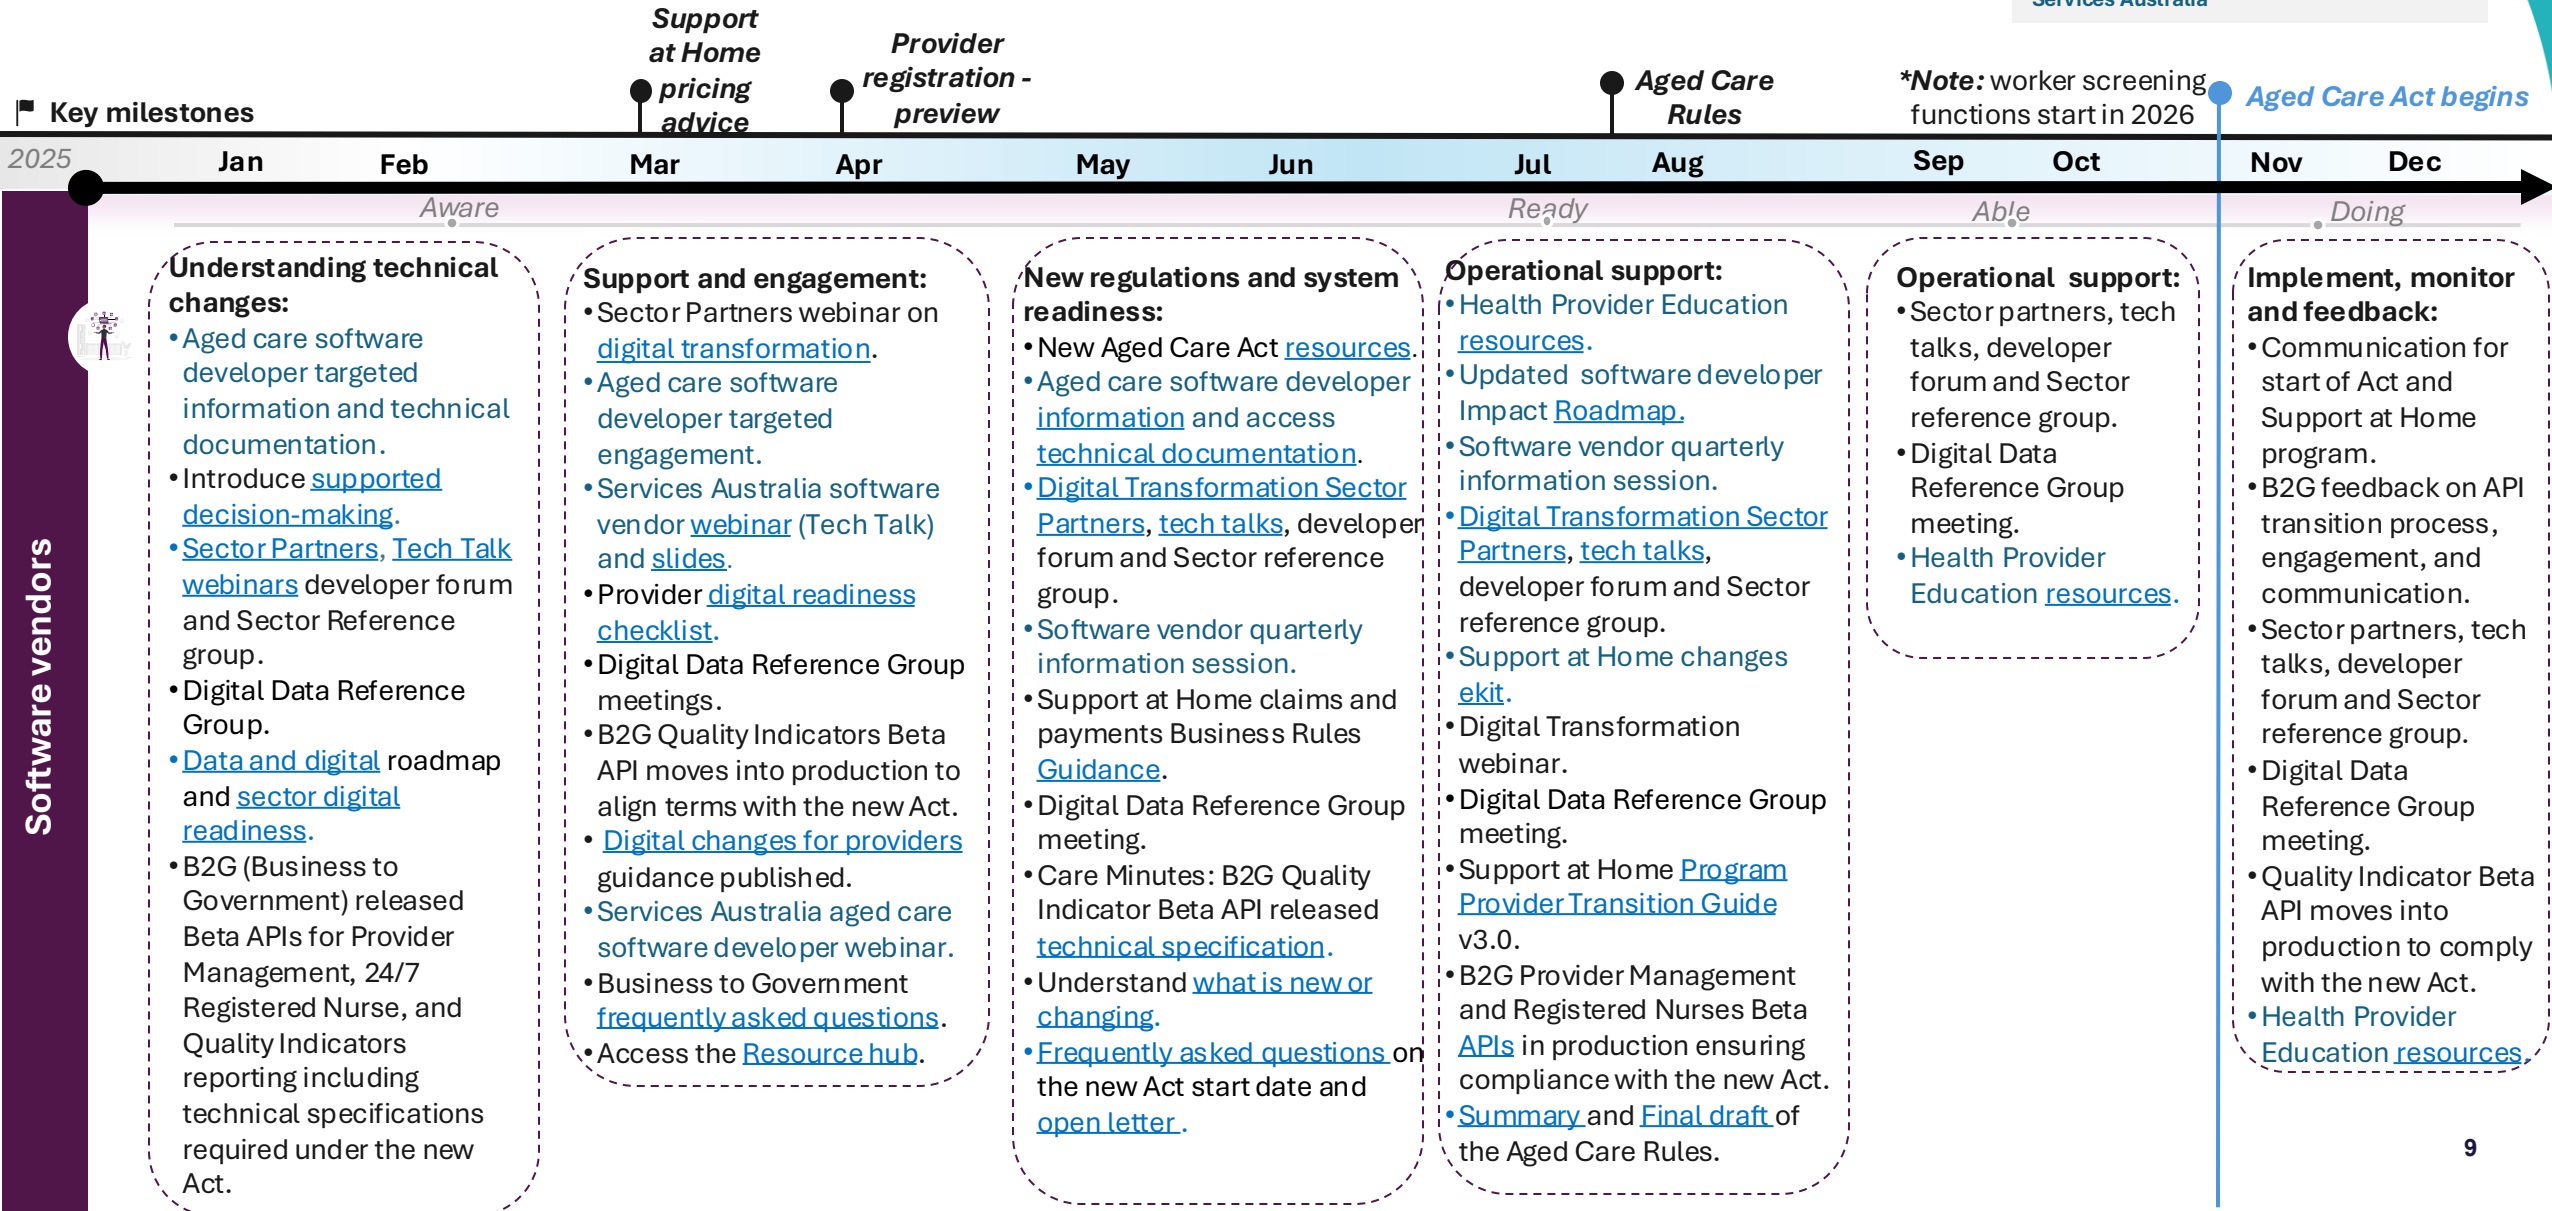 Services Australia
Support
at Home
pricing
advice
Provider
registration -
preview
Aged Care
Rules
*Note: worker screening
functions start in 2026
Aged Care Act begins
Key milestones
2025
Jan
Feb
Mar
Apr
May
Jun
Jul
Aug
Sep
Oct
Nov
Dec
Aware
Ready
Able
Doing
Software vendors
Understanding technical
changes:
•Aged care software
developer targeted
information and technical
documentation.
•Introduce supported
decision-making.
•Sector Partners, Tech Talk
webinars developer forum
and Sector Reference
group.
•Digital Data Reference
Group.
•Data and digital roadmap
and sector digital
readiness.
•B2G (Business to
Government) released
Beta APIs for Provider
Management, 24/7
Registered Nurse, and
Quality Indicators
reporting including
technical specifications
required under the new
Act.
Support and engagement:
•Sector Partners webinar on
digital transformation.
•Aged care software
developer targeted
engagement.
•Services Australia software
vendor webinar (Tech Talk)
and slides.
•Provider digital readiness
checklist.
•Digital Data Reference Group
meetings.
•B2G Quality Indicators Beta
API moves into production to
align terms with the new Act.
• Digital changes for providers
guidance published.
•Services Australia aged care
software developer webinar.
•Business to Government
frequently asked questions.
•Access the Resource hub.
New regulations and system
readiness:
•New Aged Care Act resources.
•Aged care software developer
information and access
technical documentation.
•Digital Transformation Sector
Partners, tech talks, developer
forum and Sector reference
group.
•Software vendor quarterly
information session.
•Support at Home claims and
payments Business Rules
Guidance.
•Digital Data Reference Group
meeting.
•Care Minutes: B2G Quality
Indicator Beta API released
technical specification.
•Understand what is new or
changing.
•Frequently asked questions on
the new Act start date and
open letter .
Operational support:
•Health Provider Education
resources.
•Updated software developer
Impact Roadmap.
•Software vendor quarterly
information session.
•Digital Transformation Sector
Partners, tech talks,
developer forum and Sector
reference group.
•Support at Home changes
ekit.
•Digital Transformation
webinar.
•Digital Data Reference Group
meeting.
•Support at Home Program
Provider Transition Guide
v3.0.
•B2G Provider Management
and Registered Nurses Beta
APIs in production ensuring
compliance with the new Act.
•Summary and Final draft of
the Aged Care Rules.
Operational support:
•Sector partners, tech
talks, developer
forum and Sector
reference group.
•Digital Data
Reference Group
meeting.
•Health Provider
Education resources.
Implement, monitor
and feedback:
•Communication for
start of Act and
Support at Home
program.
•B2G feedback on API
transition process,
engagement, and
communication.
•Sector partners, tech
talks, developer
forum and Sector
reference group.
•Digital Data
Reference Group
meeting.
•Quality Indicator Beta
API moves into
production to comply
with the new Act.
•Health Provider
Education resources.
9